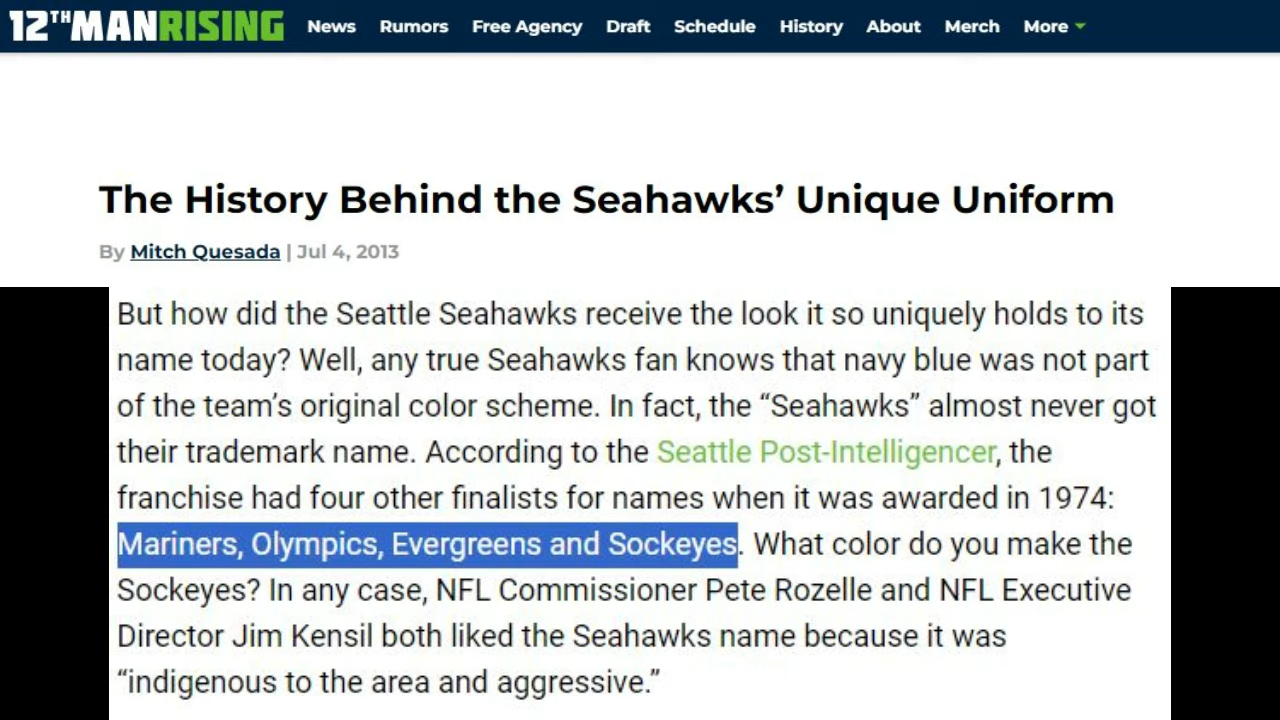 12THMANRISING News Rumors Free Agency Draft Schedule History About Merch More
The History Behind the Seahawks’ Unique Uniform
By Mitch Quesada | Jul 4, 2013
But how did the Seattle Seahawks receive the look it so uniquely holds to its
name today? Well, any true Seahawks fan knows that navy blue was not part
of the team’s original color scheme. In fact, the “Seahawks” almost never got
their trademark name. According to the Seattle Post-Intelligencer, the
franchise had four other finalists for names when it was awarded in 1974:
Mariners, Olympics, Evergreens and Sockeyes. What color do you make the
Sockeyes? In any case, NFL Commissioner Pete Rozelle and NFL Executive
Director Jim Kensil both liked the Seahawks name because it was
“indigenous to the area and aggressive.”